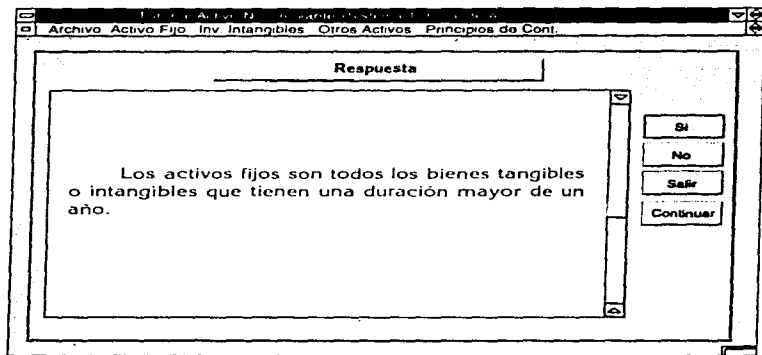 Archivo Activo Fijo Inv. Intangibles Otros Activos Principios de Cont.
Respuesta
Los activos fijos son todos los bienes tangibles
o intangibles que tienen una duración mayor de un
año.
Si
No
Salir
Continuar